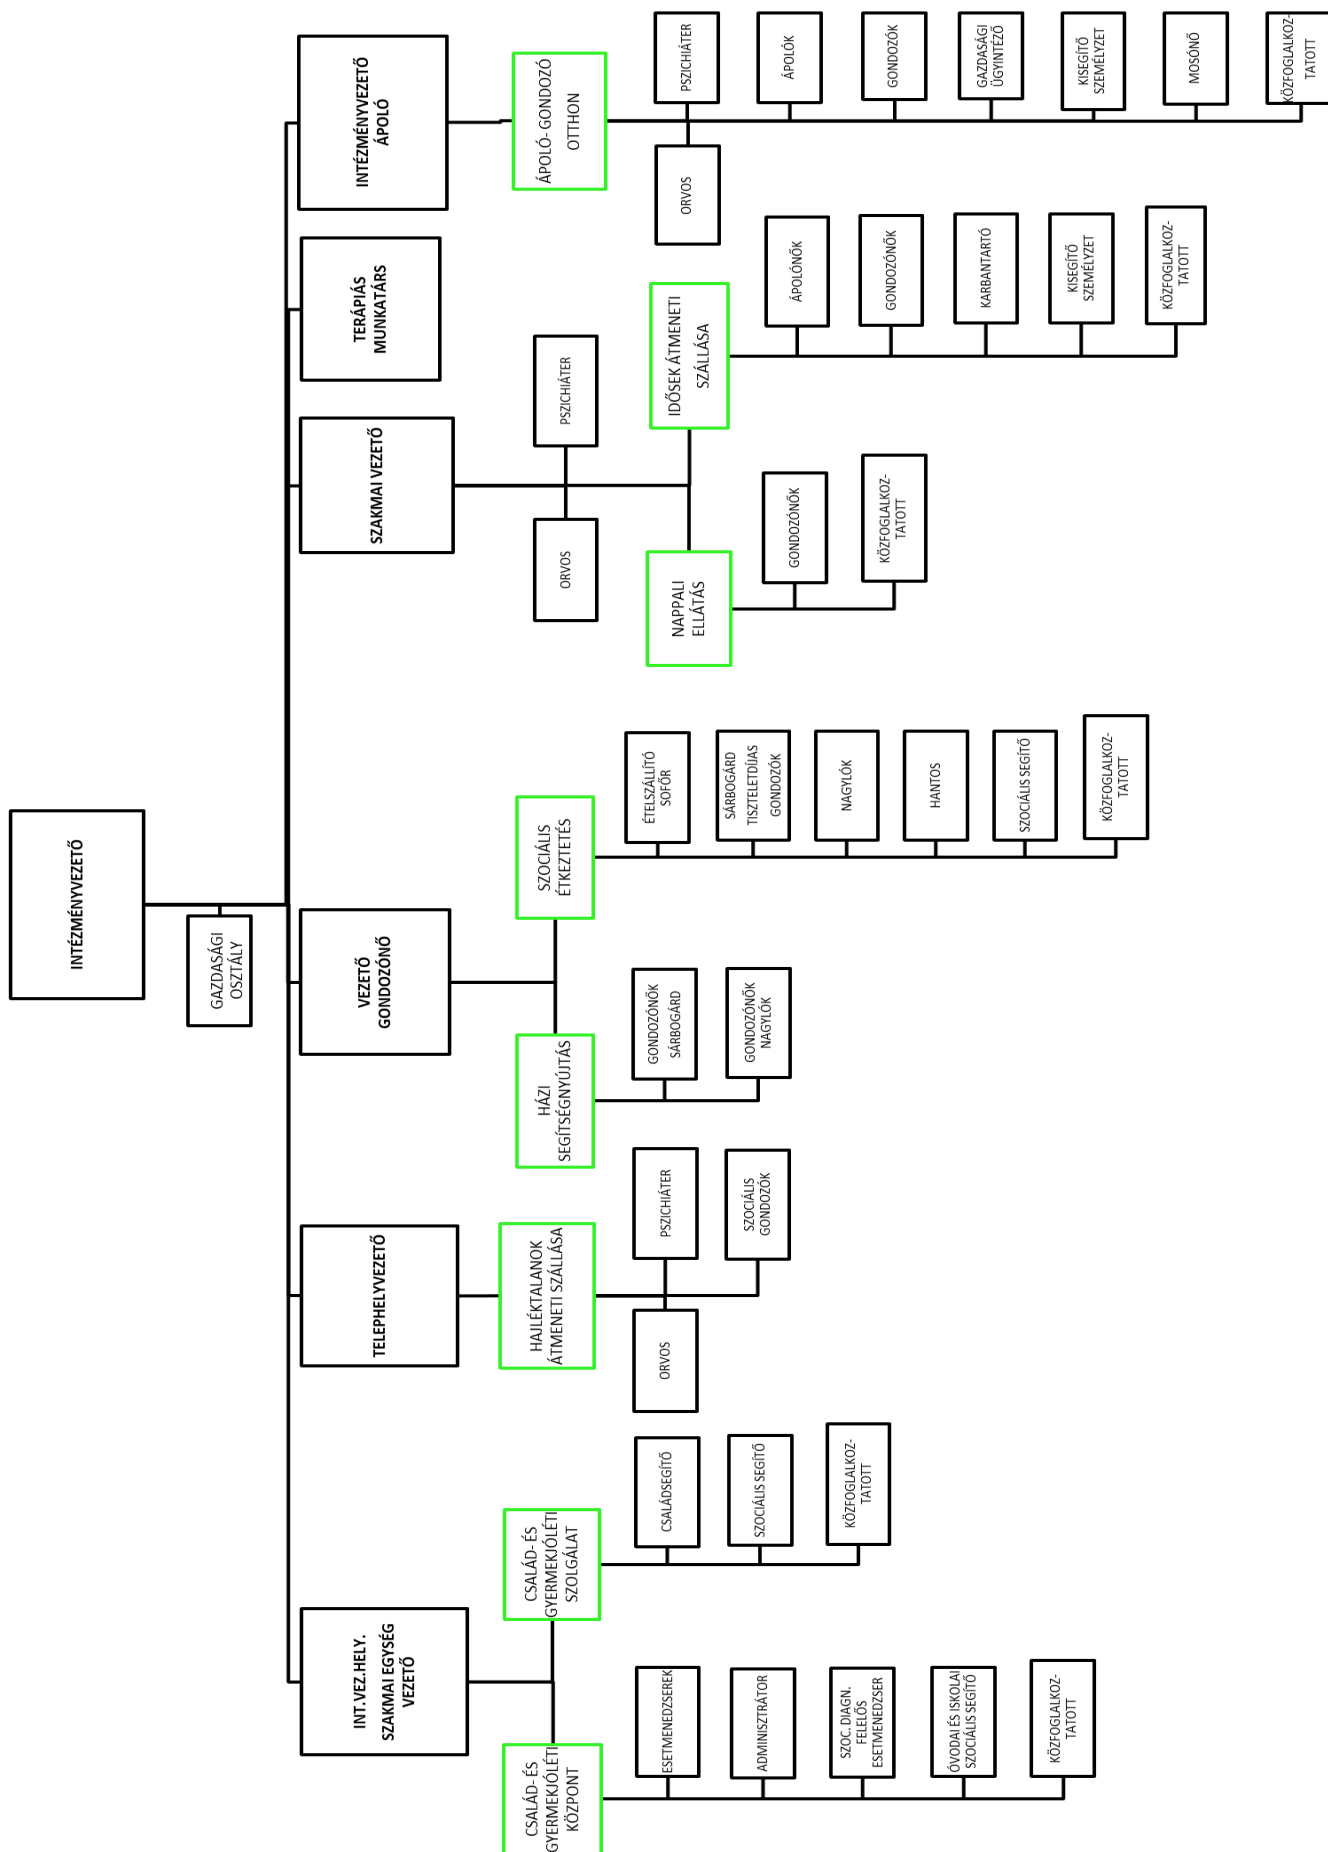 INTÉZMÉNYVEZETŐ
GAZDASÁGI
OSZTÁLY
INT.VEZ.HELY.
SZAKMAI EGYSÉG
VEZETŐ
TELEPHELYVEZETŐ
VEZETŐ
GONDOZÓNŐ
SZAKMAI VEZETŐ
TERÁPIÁS
MUNKATÁRS
INTÉZMÉNYVEZETŐ
ÁPOLÓ
CSALÁD- ÉS
GYERMEKJÓLÉTI
KÖZPONT
ESETMENEDZSEREK
ADMINISZTRÁTOR
SZOC. DIAGN.
FELELŐS
ESETMENEDZSER
ÓVODAI ÉS ISKOLAI
SZOCIÁLIS SEGÍTŐ
KÖZFOGLALKOZ-
TATOTT
CSALÁD- ÉS
GYERMEKJÓLÉTI
SZOLGÁLAT
CSALÁDSEGÍTŐ
SZOCIÁLIS SEGÍTŐ
KÖZFOGLALKOZ-
TATOTT
HAJLÉKTALANOK
ÁTMENETI SZÁLLÁSA
ORVOS
PSZICHIÁTER
SZOCIÁLIS
GONDOZÓK
HÁZI
SEGÍTSÉGNYÚJTÁS
GONDOZÓNŐK
SÁRBOGÁRD
GONDOZÓNŐK
NAGYLÓK
SZOCIÁLIS
ÉTKEZTETÉS
ÉTELSZÁLLÍTÓ
SOFŐR
SÁRBOGÁRD
TISZTELETDÍJAS
GONDOZÓK
NAGYLÓK
HANTOS
SZOCIÁLIS SEGÍTŐ
KÖZFOGLALKOZ-
TATOTT
ORVOS
PSZICHIÁTER
NAPPALI
ELLÁTÁS
GONDOZÓNŐK
KÖZFOGLALKOZ-
TATOTT
IDŐSEK ÁTMENETI
SZÁLLÁSA
ÁPOLÓNŐK
GONDOZÓNŐK
KARBANTARTÓ
KISEGÍTŐ
SZEMÉLYZET
KÖZFOGLALKOZ-
TATOTT
ÁPOLÓ- GONDOZÓ
OTTHON
ORVOS
PSZICHIÁTER
ÁPOLÓK
GONDOZÓK
GAZDASÁGI
ÜGYINTÉZŐ
KISEGÍTŐ
SZEMÉLYZET
MOSÓNŐ
KÖZFOGLALKOZ-
TATOTT